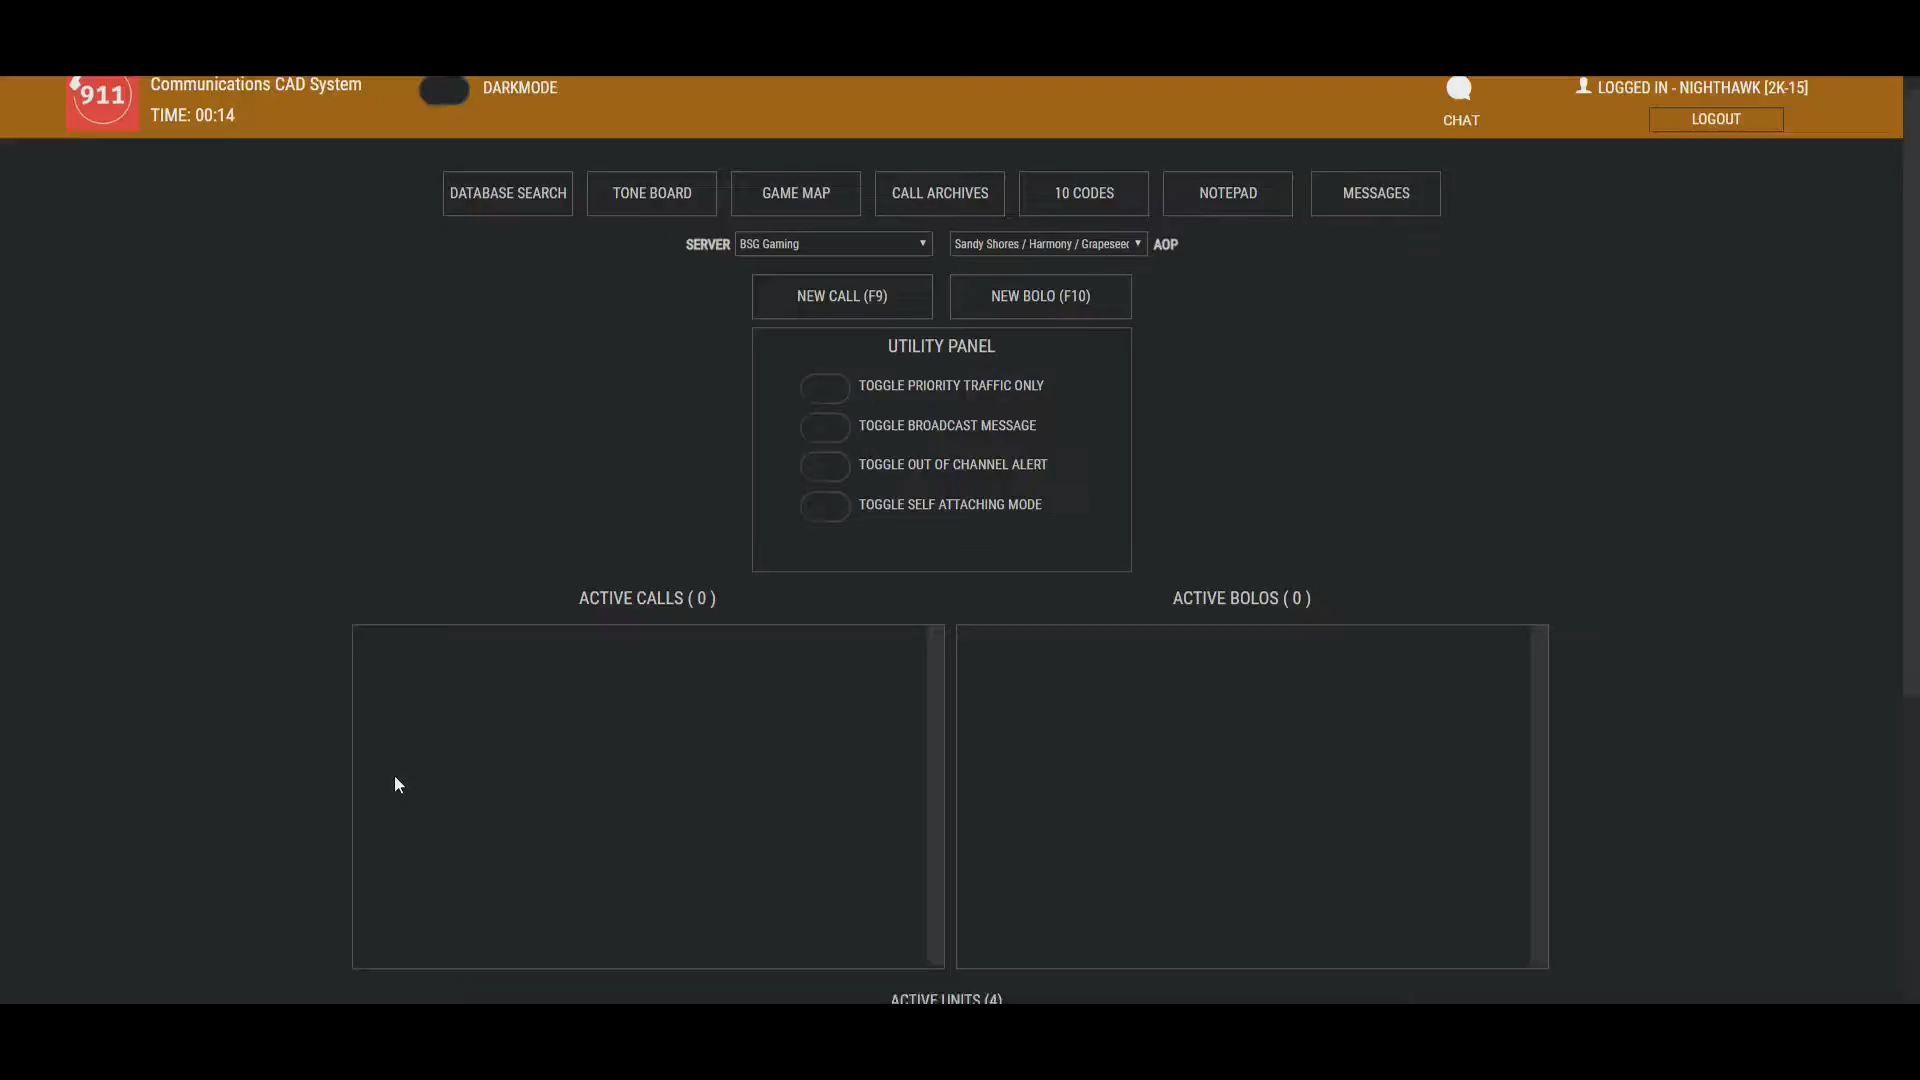 911
Communications CAD System
TIME: 00:14
DARKMODE
CHAT
LOGGED IN - NIGHTHAWK [2K-15]
LOGOUT
DATABASE SEARCH
TONE BOARD
GAME MAP
CALL ARCHIVES
10 CODES
NOTEPAD
MESSAGES
SERVER
BSG Gaming
Sandy Shores / Harmony / Grapeseed
AOP
NEW CALL (F9)
NEW BOLO (F10)
UTILITY PANEL
TOGGLE PRIORITY TRAFFIC ONLY
TOGGLE BROADCAST MESSAGE
TOGGLE OUT OF CHANNEL ALERT
TOGGLE SELF ATTACHING MODE
ACTIVE CALLS ( 0 )
ACTIVE BOLOS ( 0 )
ACTIVE UNITS (4)